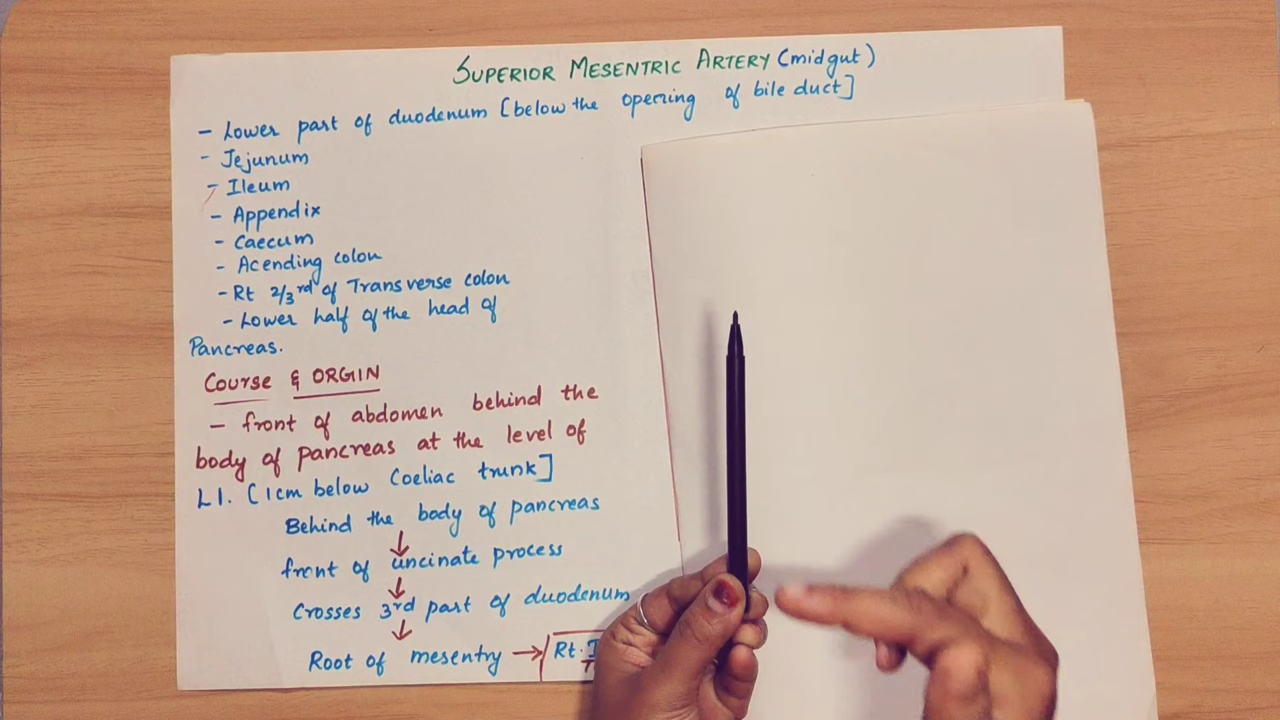 SUPERIOR MESENTRIC ARTERY (midgut)
- Lower part of duodenum [below the opening of bile duct]
- Jejunum
- Ileum
- Appendix
- Caecum
- Acending colon
- Rt 2/3rd of Transverse colon
- Lower half of the head of
Pancreas.
Course & ORGIN
- front of abdomen behind the
body of pancreas at the level of
L1. [1cm below Coeliac trunk]
Behind the body of pancreas
↓
front of uncinate process
↓
Crosses 3rd part of duodenum
↓
Root of mesentry → Rt.